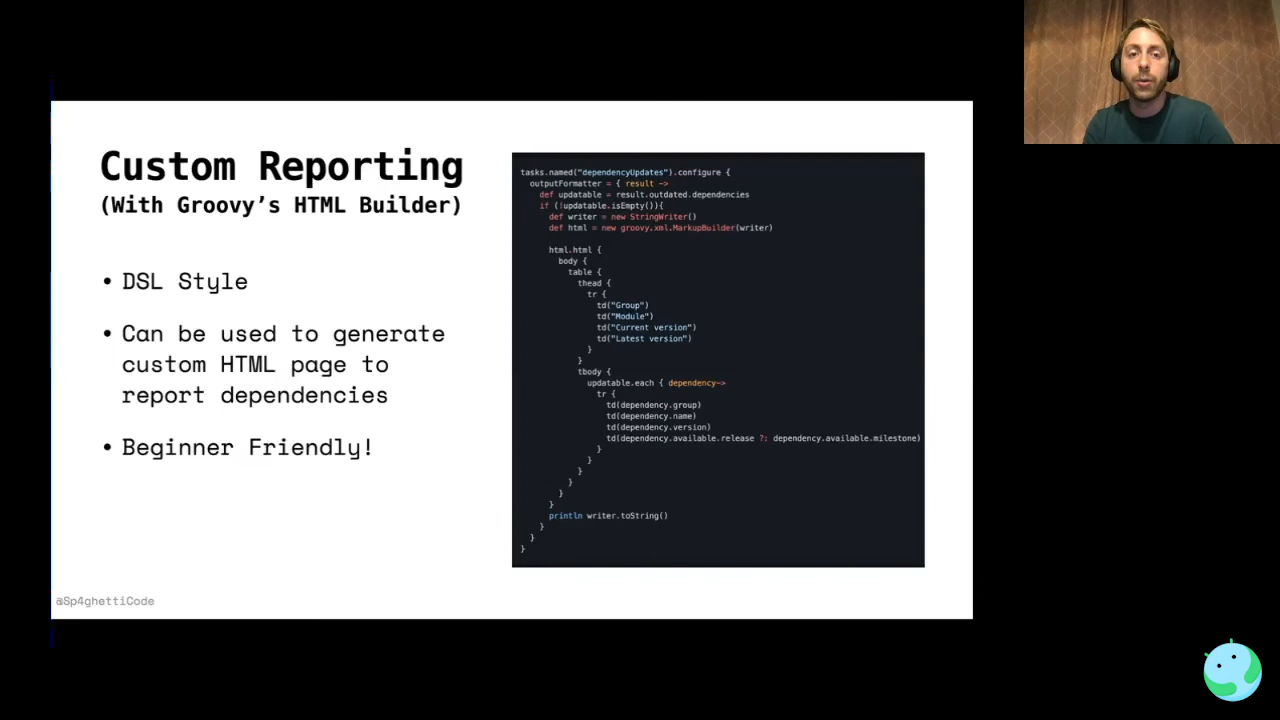 Custom Reporting
(With Groovy's HTML Builder)
• DSL Style
• Can be used to generate
custom HTML page to
report dependencies
• Beginner Friendly!
@Sp4ghettiCode
tasks.named("dependencyUpdates").configure {
outputFormatter = { result ->
def updatable = result.outdated.dependencies
if (!updatable.isEmpty()){
def writer = new StringWriter()
def html = new groovy.xml.MarkupBuilder(writer)
html.html {
body {
table {
thead {
tr {
td("Group")
td("Module")
td("Current version")
td("Latest version")
}
}
tbody {
updatable.each { dependency->
tr {
td(dependency.group)
td(dependency.name)
td(dependency.version)
td(dependency.available.release ?: dependency.available.milestone)
}
}
}
}
}
}
println writer.toString()
}
}
}